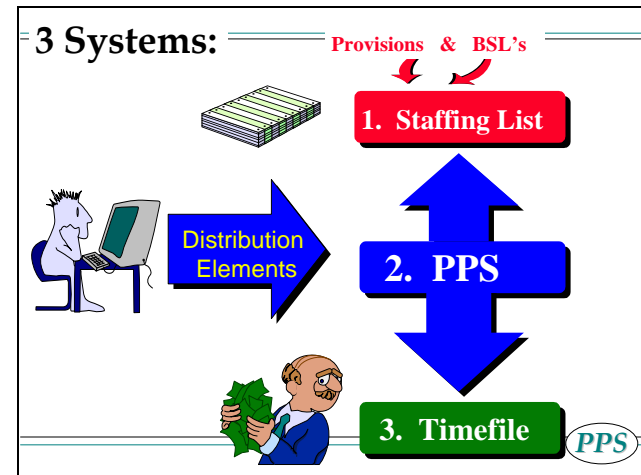 3 Systems:
Provisions & BSL's
1. Staffing List
Distribution
Elements
2. PPS
3. Timefile
PPS